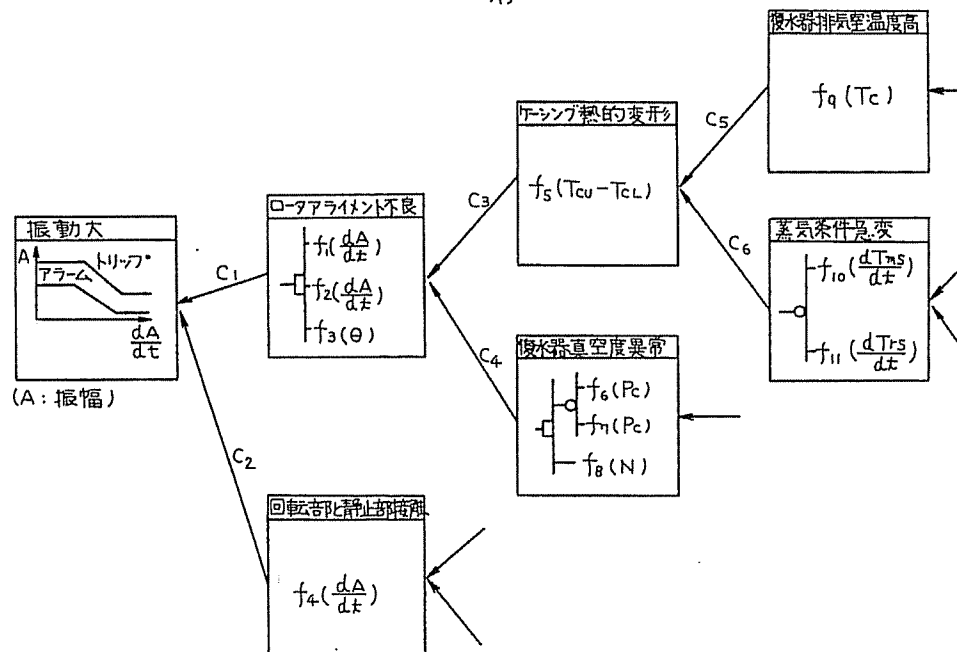 復水器排気室温度高
f9 (Tc)
C5
ケーシング熱的変形
f5 (Tcu-TcL)
C3
C6
ロータアライメント不良
f1(dA/dt)
f2(dA/dt)
f3(θ)
C1
振動大
A
トリップ
アラーム
dA/dt
(A:振幅)
蒸気条件急変
f10 (dTms/dt)
f11 (dTrs/dt)
C4
復水器真空度異常
f6 (Pc)
f7 (Pc)
f8 (N)
C2
回転部と静止部接触
f4(dA/dt)